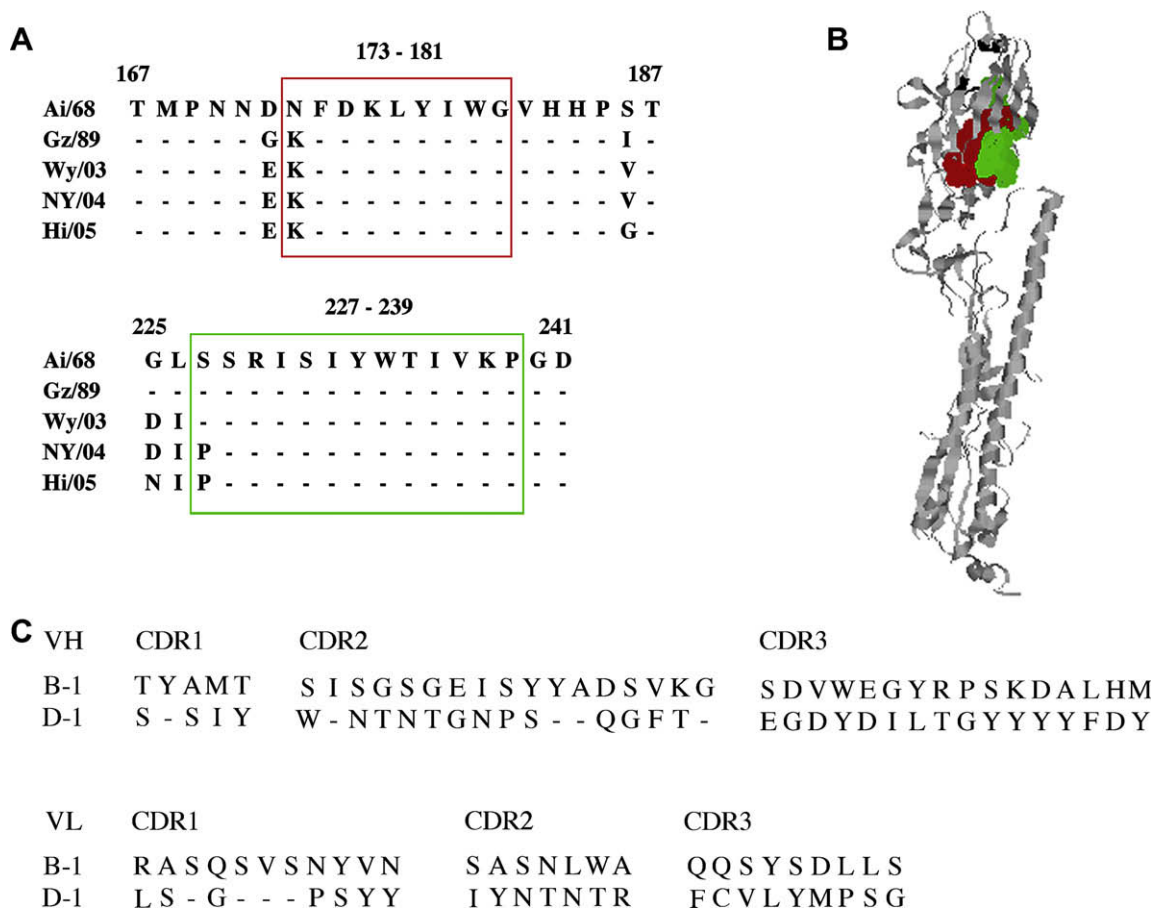 A
173 - 181
167 187
Ai/68 T M P N N D N F D K L Y I W G V H H P S T
Gz/89 - - - - - G K - - - - - - - - - - - - I -
Wy/03 - - - - - E K - - - - - - - - - - - - V -
NY/04 - - - - - E K - - - - - - - - - - - - V -
Hi/05 - - - - - E K - - - - - - - - - - - - G -
227 - 239
225 241
Ai/68 G L S S R I S I Y W T I V K P G D
Gz/89 - - - - - - - - - - - - - - - - -
Wy/03 D I - - - - - - - - - - - - - - -
NY/04 D I P - - - - - - - - - - - - - -
Hi/05 N I P - - - - - - - - - - - - - -
B
C
VH CDR1 CDR2 CDR3
B-1 T Y A M T S I S G S G E I S Y Y A D S V K G S D V W E G Y R P S K D A L H M
D-1 S - S I Y W - N T N T G N P S - - Q G F T - E G D Y D I L T G Y Y Y Y F D Y
VL CDR1 CDR2 CDR3
B-1 R A S Q S V S N Y V N S A S N L W A Q Q S Y S D L L S
D-1 L S - G - - - P S Y Y I Y N T N T R F C V L Y M P S G